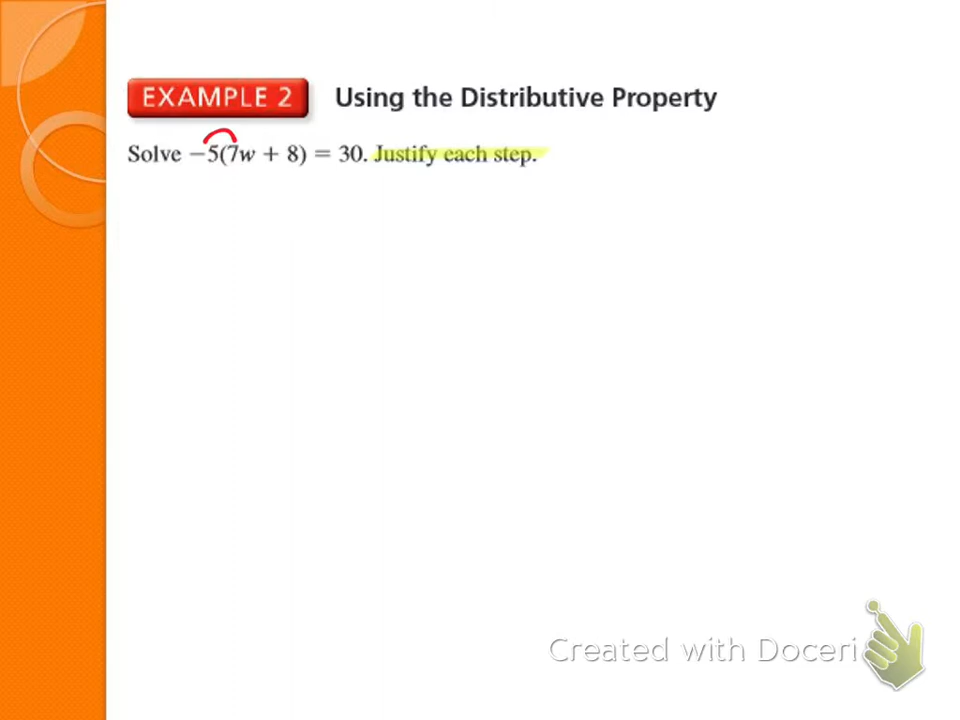 EXAMPLE 2 Using the Distributive Property
Solve −5(7w + 8) = 30. Justify each step.
Created with Doceri